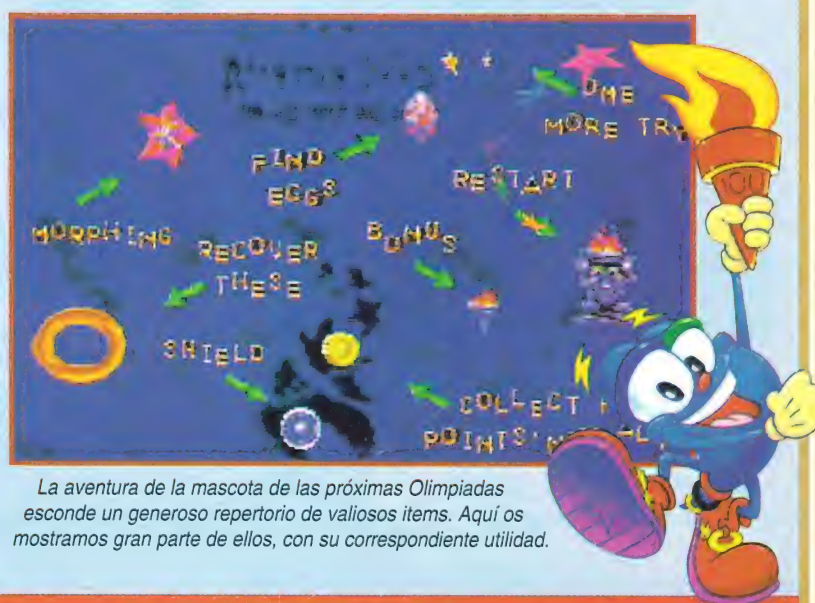 ONE
MORE TRY
FIND
EGGS
RESTART
MORPHING
RECOVER
THESE
BONUS
SHIELD
COLLECT
POINTS
La aventura de la mascota de las próximas Olimpiadas
esconde un generoso repertorio de valiosos items. Aquí os
mostramos gran parte de ellos, con su correspondiente utilidad.